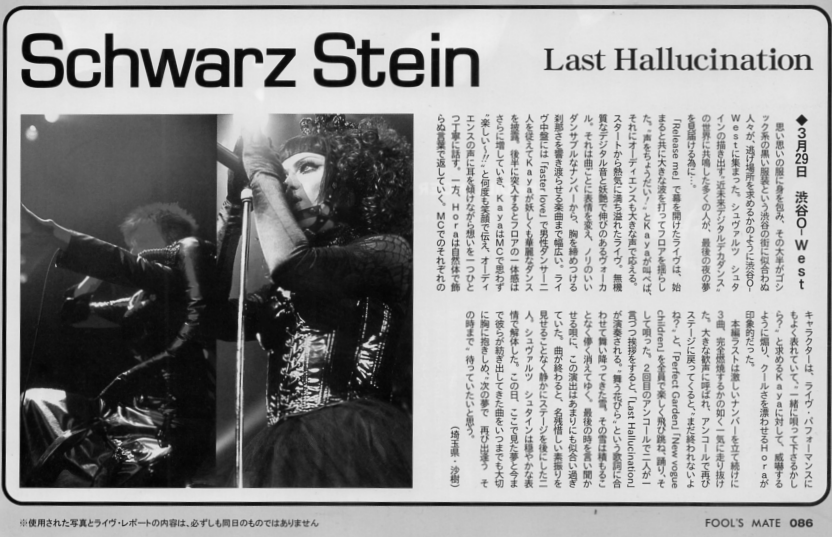 Schwarz Stein
Last Hallucination
◆3月29日 渋谷O-West
思い思いの服に身を包み、その大半がゴシ
ック系の黒い服装という渋谷の街に似合わぬ
人々が、逃げ場所を求めるかのように渋谷O-
Westに集まった。シュヴァルツ シュタ
インの描き出す"近未来デジタルデカダンス"
の世界に共鳴した多くの人が、最後の夜の夢
を見届ける為に…。
「Release me」で幕を開けたライヴは、始
まると共に大きな波を打ってフロアを揺らし
た。"声をちょうだい!"とKayaが叫べば、
それにオーディエンスも大きな声で応える。
スタートから熱気に満ち溢れたライヴ。無機
質なデジタル音と妖艶で伸びのあるヴォーカ
ル。それは曲ごとに表情を変え、ノリのいい
ダンサブルなナンバーから、胸を締めつける
刹那さを響き渡らせる楽曲まで幅広い。ライ
ヴ中盤には「faster love」で男性ダンサー二
人を従えてKayaが妖しくも華麗なダンス
を披露。後半に突入するとフロアの一体感は
さらに増していき、KayaはMCで思わず
"楽しい〜!!"と何度も笑顔で伝え、オーディ
エンスの声に耳を傾けながら想いを一つひと
つ丁寧に話す。一方、Horaは自然体で飾
らぬ言葉で返していく。MCでのそれぞれの
キャラクターは、ライヴ・パフォーマンスに
もよく表れていて、"一緒に唄って下さるかし
ら?"と求めるKayaに対して、威嚇する
ように煽り、クールさを漂わせるHoraが
印象的だった。
本編ラストは激しいナンバーを立て続けに
3曲、完全燃焼するかの如く一気に走り抜け
た。大きな歓声に呼ばれ、アンコールで再び
ステージに戻ってくると、"まだ終われないよ
ね?"と、「Perfect Garden」「New vogue
children」を全員で楽しく飛び跳ね、踊り、そ
して唄った。2回目のアンコールで二人が一
言づつ挨拶をすると、「Last Hallucination」
が演奏される。"舞う花びら"という歌詞に合
わせて舞い降りてきた雪。その雪は積もるこ
となく儚く消えてゆく。最後の時を言い聞か
せる唄に、この演出はあまりにも似合い過ぎ
ていた。曲が終わると、名残惜しい素振りを
見せることなく静かにステージを後にした二
人。シュヴァルツ シュタインは穏やかな表
情で解体した。この日、ここで見た夢と今ま
で彼らが紡ぎ出してきた曲をいつまでも大切
に胸に抱きしめ、"次の夢で 再び出逢う そ
の時まで"待っていたいと思う。
(埼玉県・沙樹)
※使用された写真とライヴ・レポートの内容は、必ずしも同日のものではありません
FOOL'S MATE 086